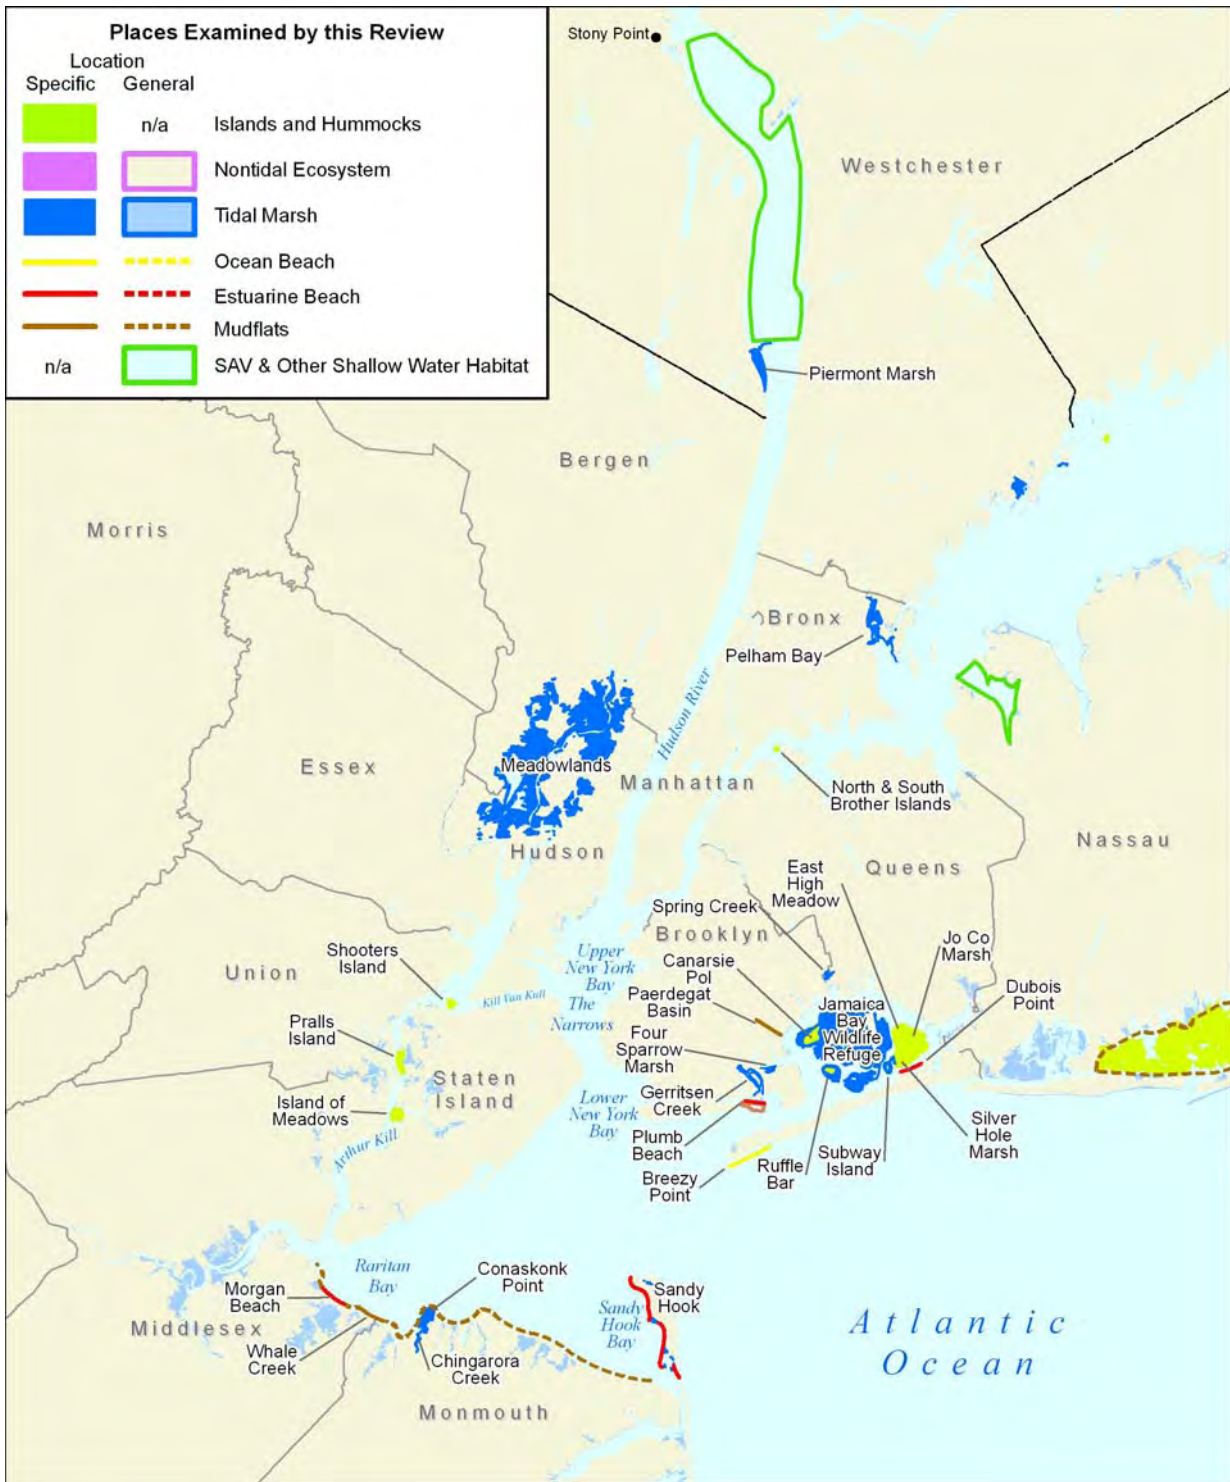 Places Examined by this Review
Location
Specific General
n/a Islands and Hummocks
Nontidal Ecosystem
Tidal Marsh
Ocean Beach
Estuarine Beach
Mudflats
n/a SAV & Other Shallow Water Habitat
Stony Point
Westchester
Piermont Marsh
Bergen
Morris
Bronx
Pelham Bay
Hudson River
Essex
Meadowlands
Manhattan
North & South
Brother Islands
Nassau
Hudson
East
High
Meadow
Queens
Spring Creek
Brooklyn
Jo Co
Marsh
Shooters
Island
Union
Upper
New York
Bay
Canarsie
Pol
Dubois
Point
Kill Van Kull
The
Narrows
Paerdegat
Basin
Jamaica
Bay
Wildlife
Refuge
Pralls
Island
Four
Sparrow
Marsh
Staten
Island
Island of
Meadows
Lower
New York
Bay
Gerritsen
Creek
Arthur Kill
Plumb
Beach
Silver
Hole
Marsh
Subway
Island
Ruffle
Bar
Breezy
Point
Raritan
Bay
Conaskonk
Point
Morgan
Beach
Sandy
Hook
Sandy
Hook
Bay
Middlesex
Whale
Creek
Chingarora
Creek
Monmouth
Atlantic
Ocean